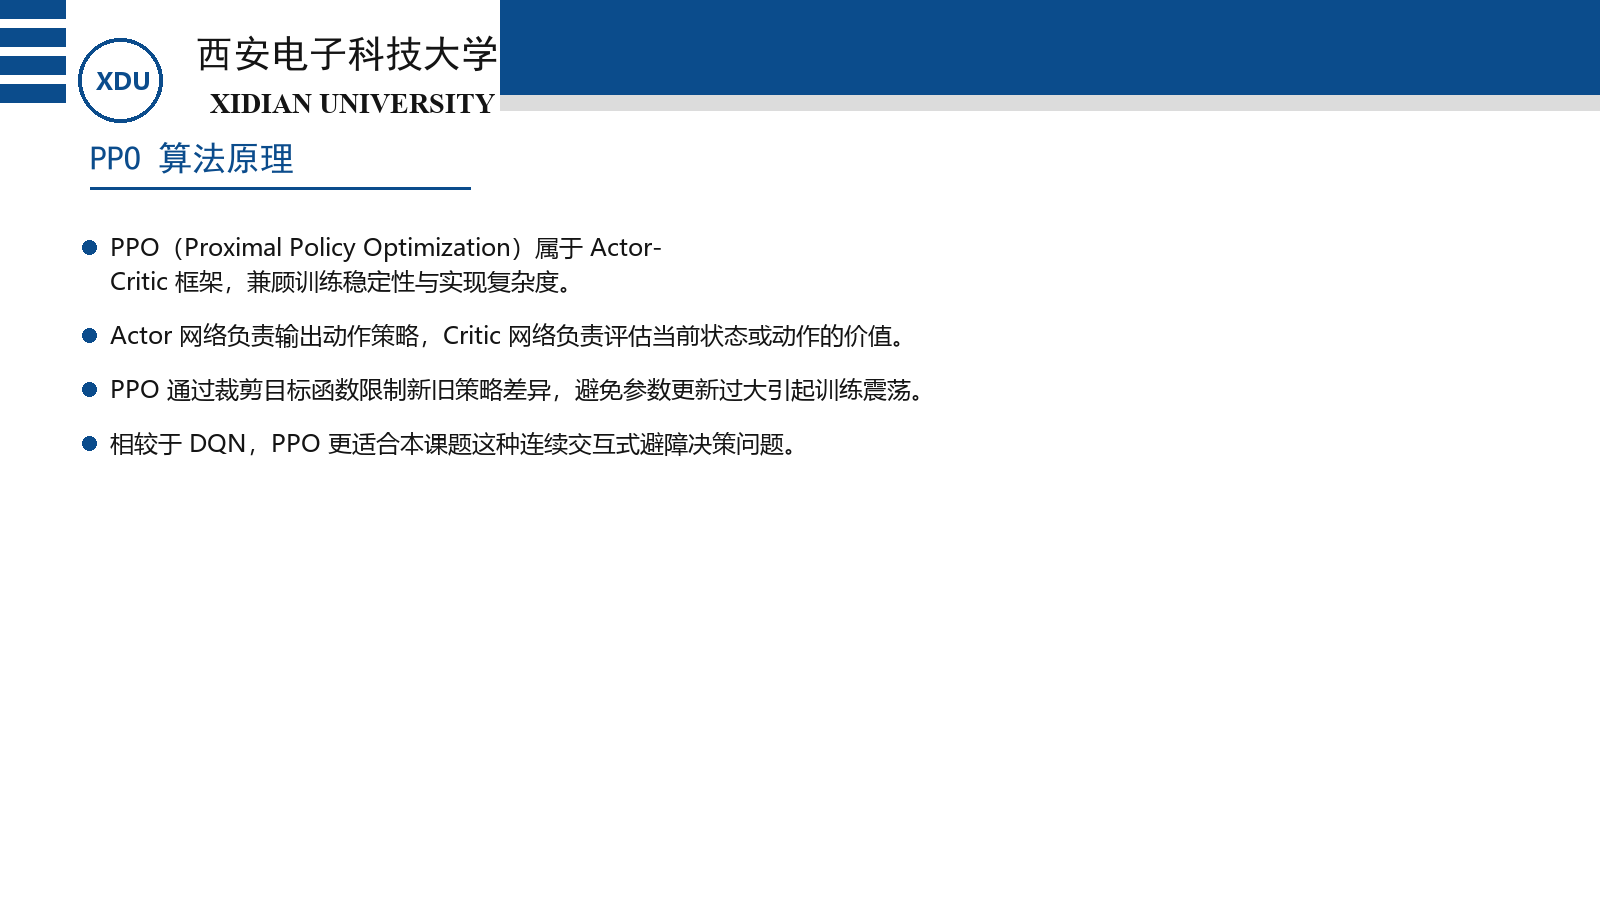 XDU
西安电子科技大学
XIDIAN UNIVERSITY
PPO 算法原理
PPO（Proximal Policy Optimization）属于 Actor-
Critic 框架，兼顾训练稳定性与实现复杂度。
Actor 网络负责输出动作策略，Critic 网络负责评估当前状态或动作的价值。
PPO 通过裁剪目标函数限制新旧策略差异，避免参数更新过大引起训练震荡。
相较于 DQN，PPO 更适合本课题这种连续交互式避障决策问题。